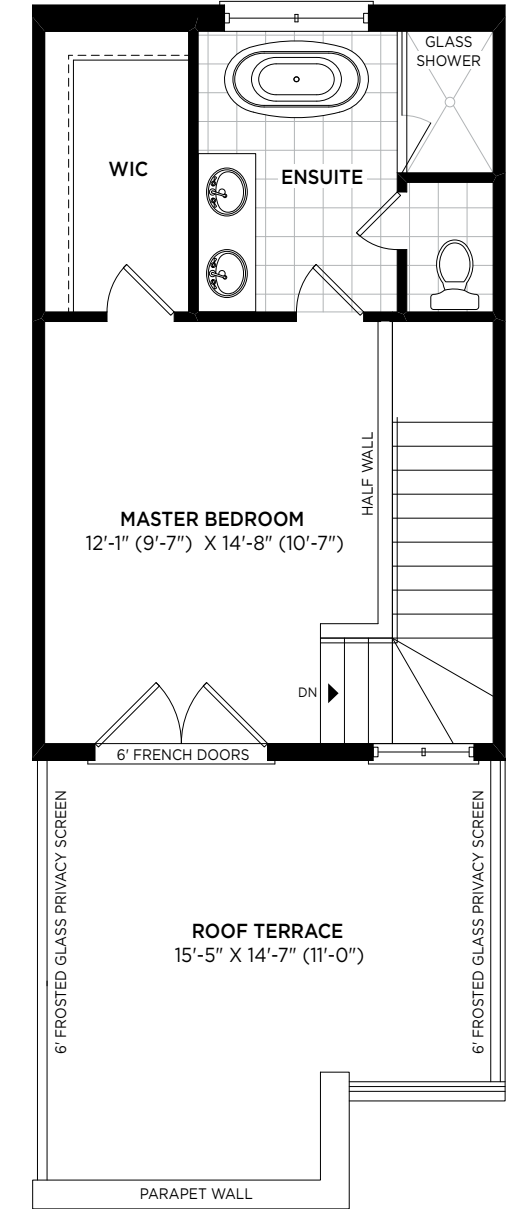 GLASS
SHOWER
WIC
ENSUITE
HALF WALL
MASTER BEDROOM
12'-1" (9'-7") X 14'-8" (10'-7")
DN
6' FRENCH DOORS
6' FROSTED GLASS PRIVACY SCREEN
6' FROSTED GLASS PRIVACY SCREEN
ROOF TERRACE
15'-5" X 14'-7" (11'-0")
PARAPET WALL